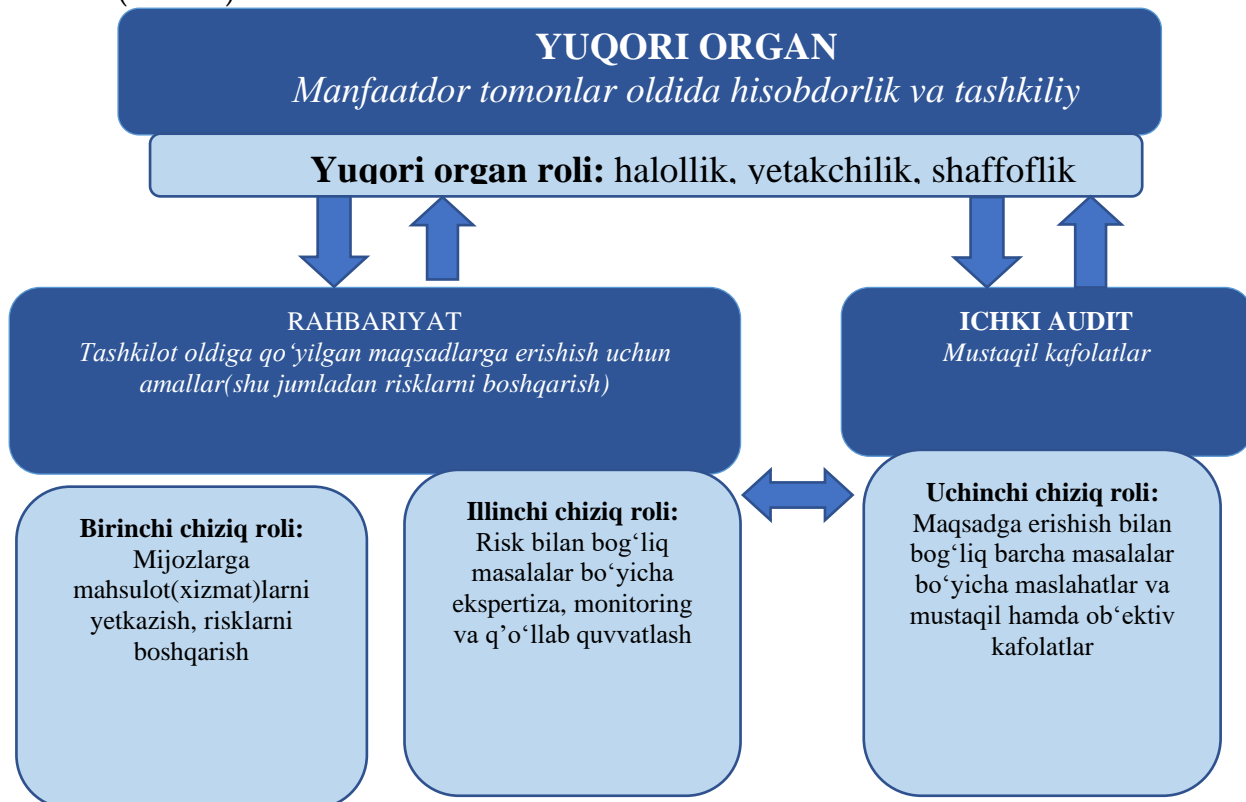 YUQORI ORGAN
Manfaatdor tomonlar oldida hisobdorlik va tashkiliy
Yuqori organ roli: halollik, yetakchilik, shaffoflik
RAHBARIYAT
Tashkilot oldiga qo‘yilgan maqsadlarga erishish uchun
amallar(shu jumladan risklarni boshqarish)
ICHKI AUDIT
Mustaqil kafolatlar
Birinchi chiziq roli:
Mijozlarga
mahsulot(xizmat)larni
yetkazish, risklarni
boshqarish
Illinchi chiziq roli:
Risk bilan bog‘liq
masalalar bo‘yicha
ekspertiza, monitoring
va q’o‘llab quvvatlash
Uchinchi chiziq roli:
Maqsadga erishish bilan
bog‘liq barcha masalalar
bo‘yicha maslahatlar va
mustaqil hamda ob‘ektiv
kafolatlar